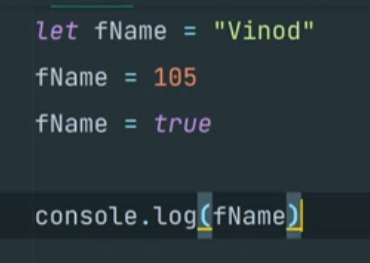 let fName = "Vinod"
fName = 105
fName = true
console.log(fName)